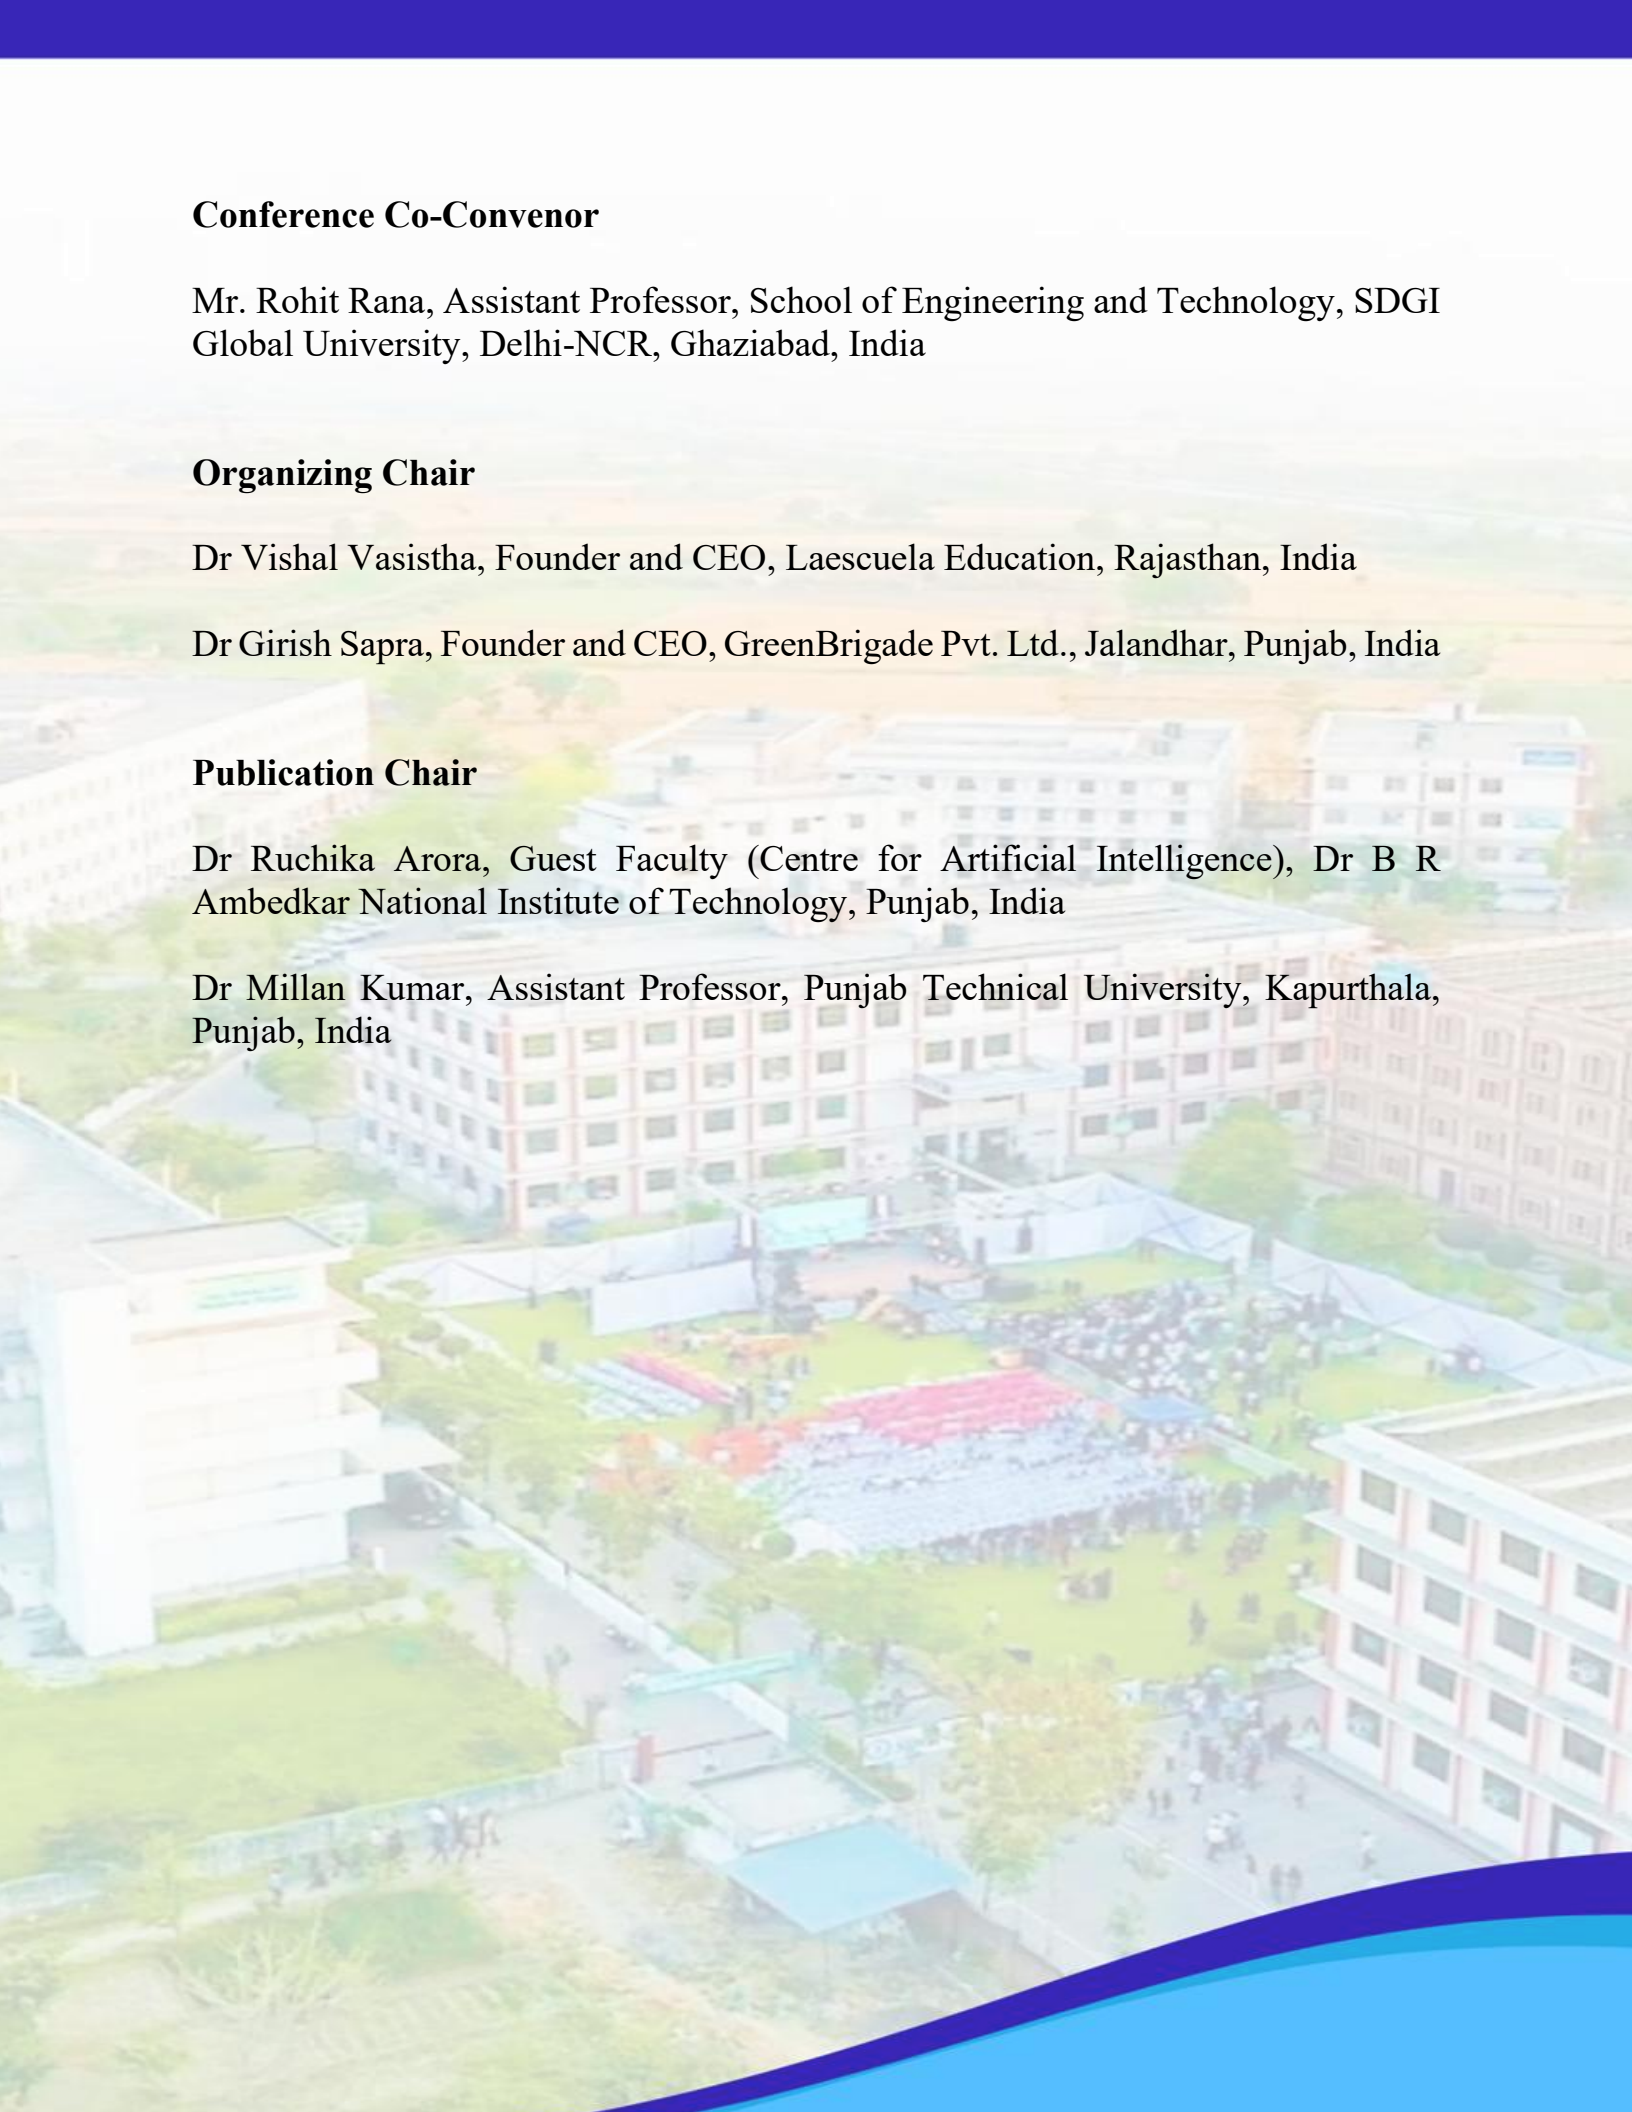 Conference Co-Convenor
Mr. Rohit Rana, Assistant Professor, School of Engineering and Technology, SDGI
Global University, Delhi-NCR, Ghaziabad, India
Organizing Chair
Dr Vishal Vasistha, Founder and CEO, Laescuela Education, Rajasthan, India
Dr Girish Sapra, Founder and CEO, GreenBrigade Pvt. Ltd., Jalandhar, Punjab, India
Publication Chair
Dr Ruchika Arora, Guest Faculty (Centre for Artificial Intelligence), Dr B R
Ambedkar National Institute of Technology, Punjab, India
Dr Millan Kumar, Assistant Professor, Punjab Technical University, Kapurthala,
Punjab, India